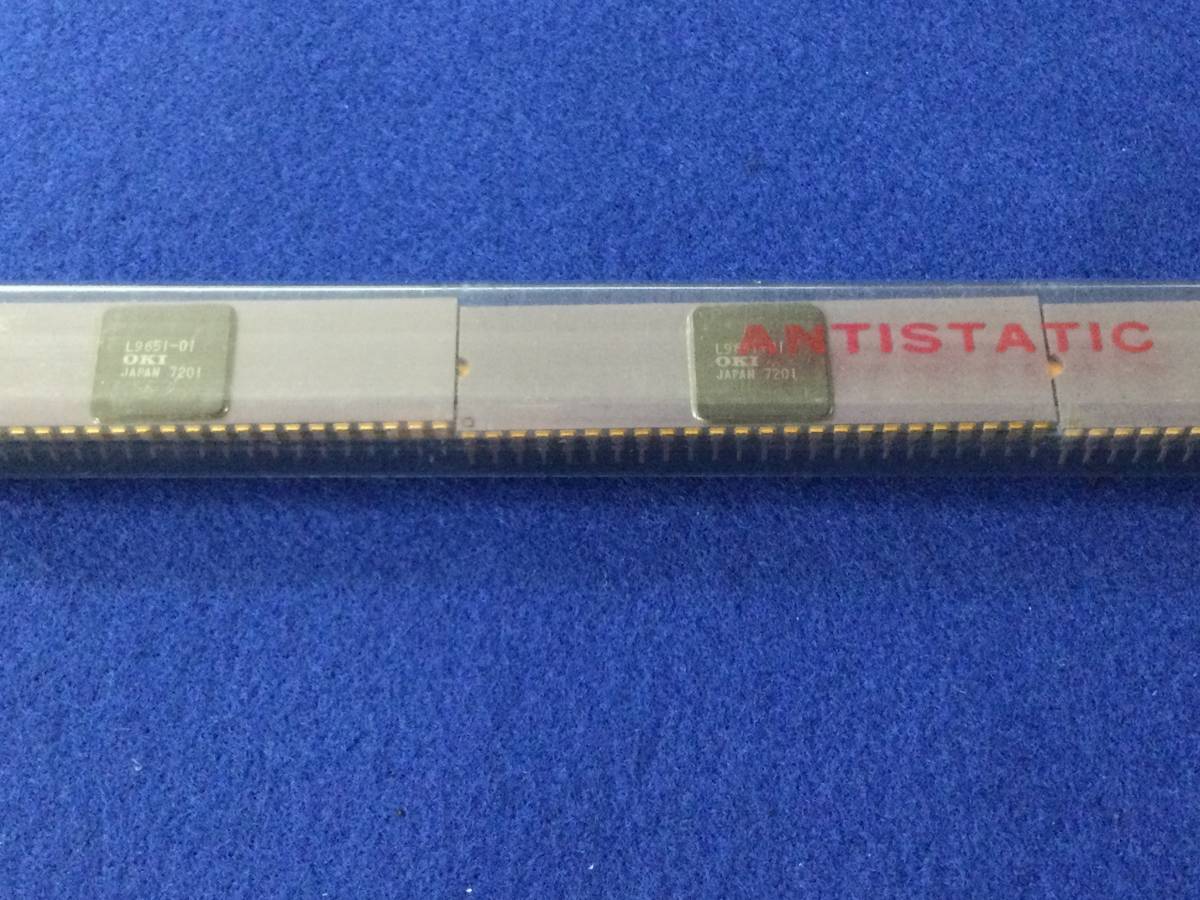 L9651-01
OKI
JAPAN 7201
OKI
JAPAN 7201
ANTISTATIC